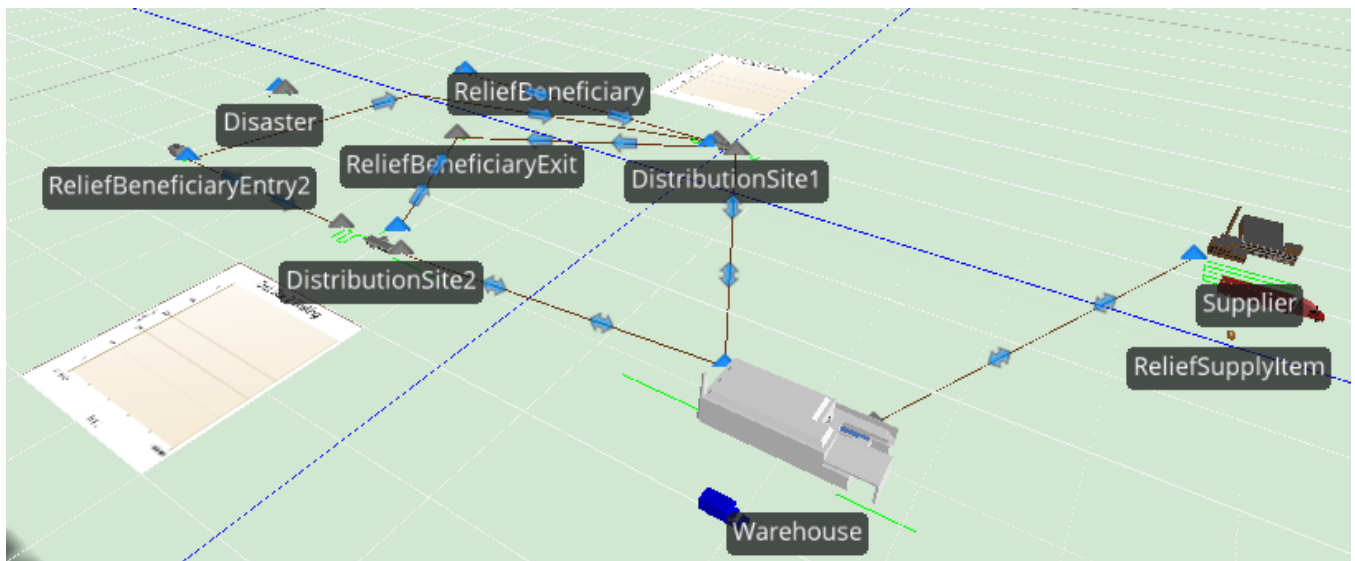 ReliefBeneficiary
Disaster
ReliefBeneficiaryExit
ReliefBeneficiaryEntry2
DistributionSite1
DistributionSite2
Supplier
ReliefSupplyItem
Warehouse